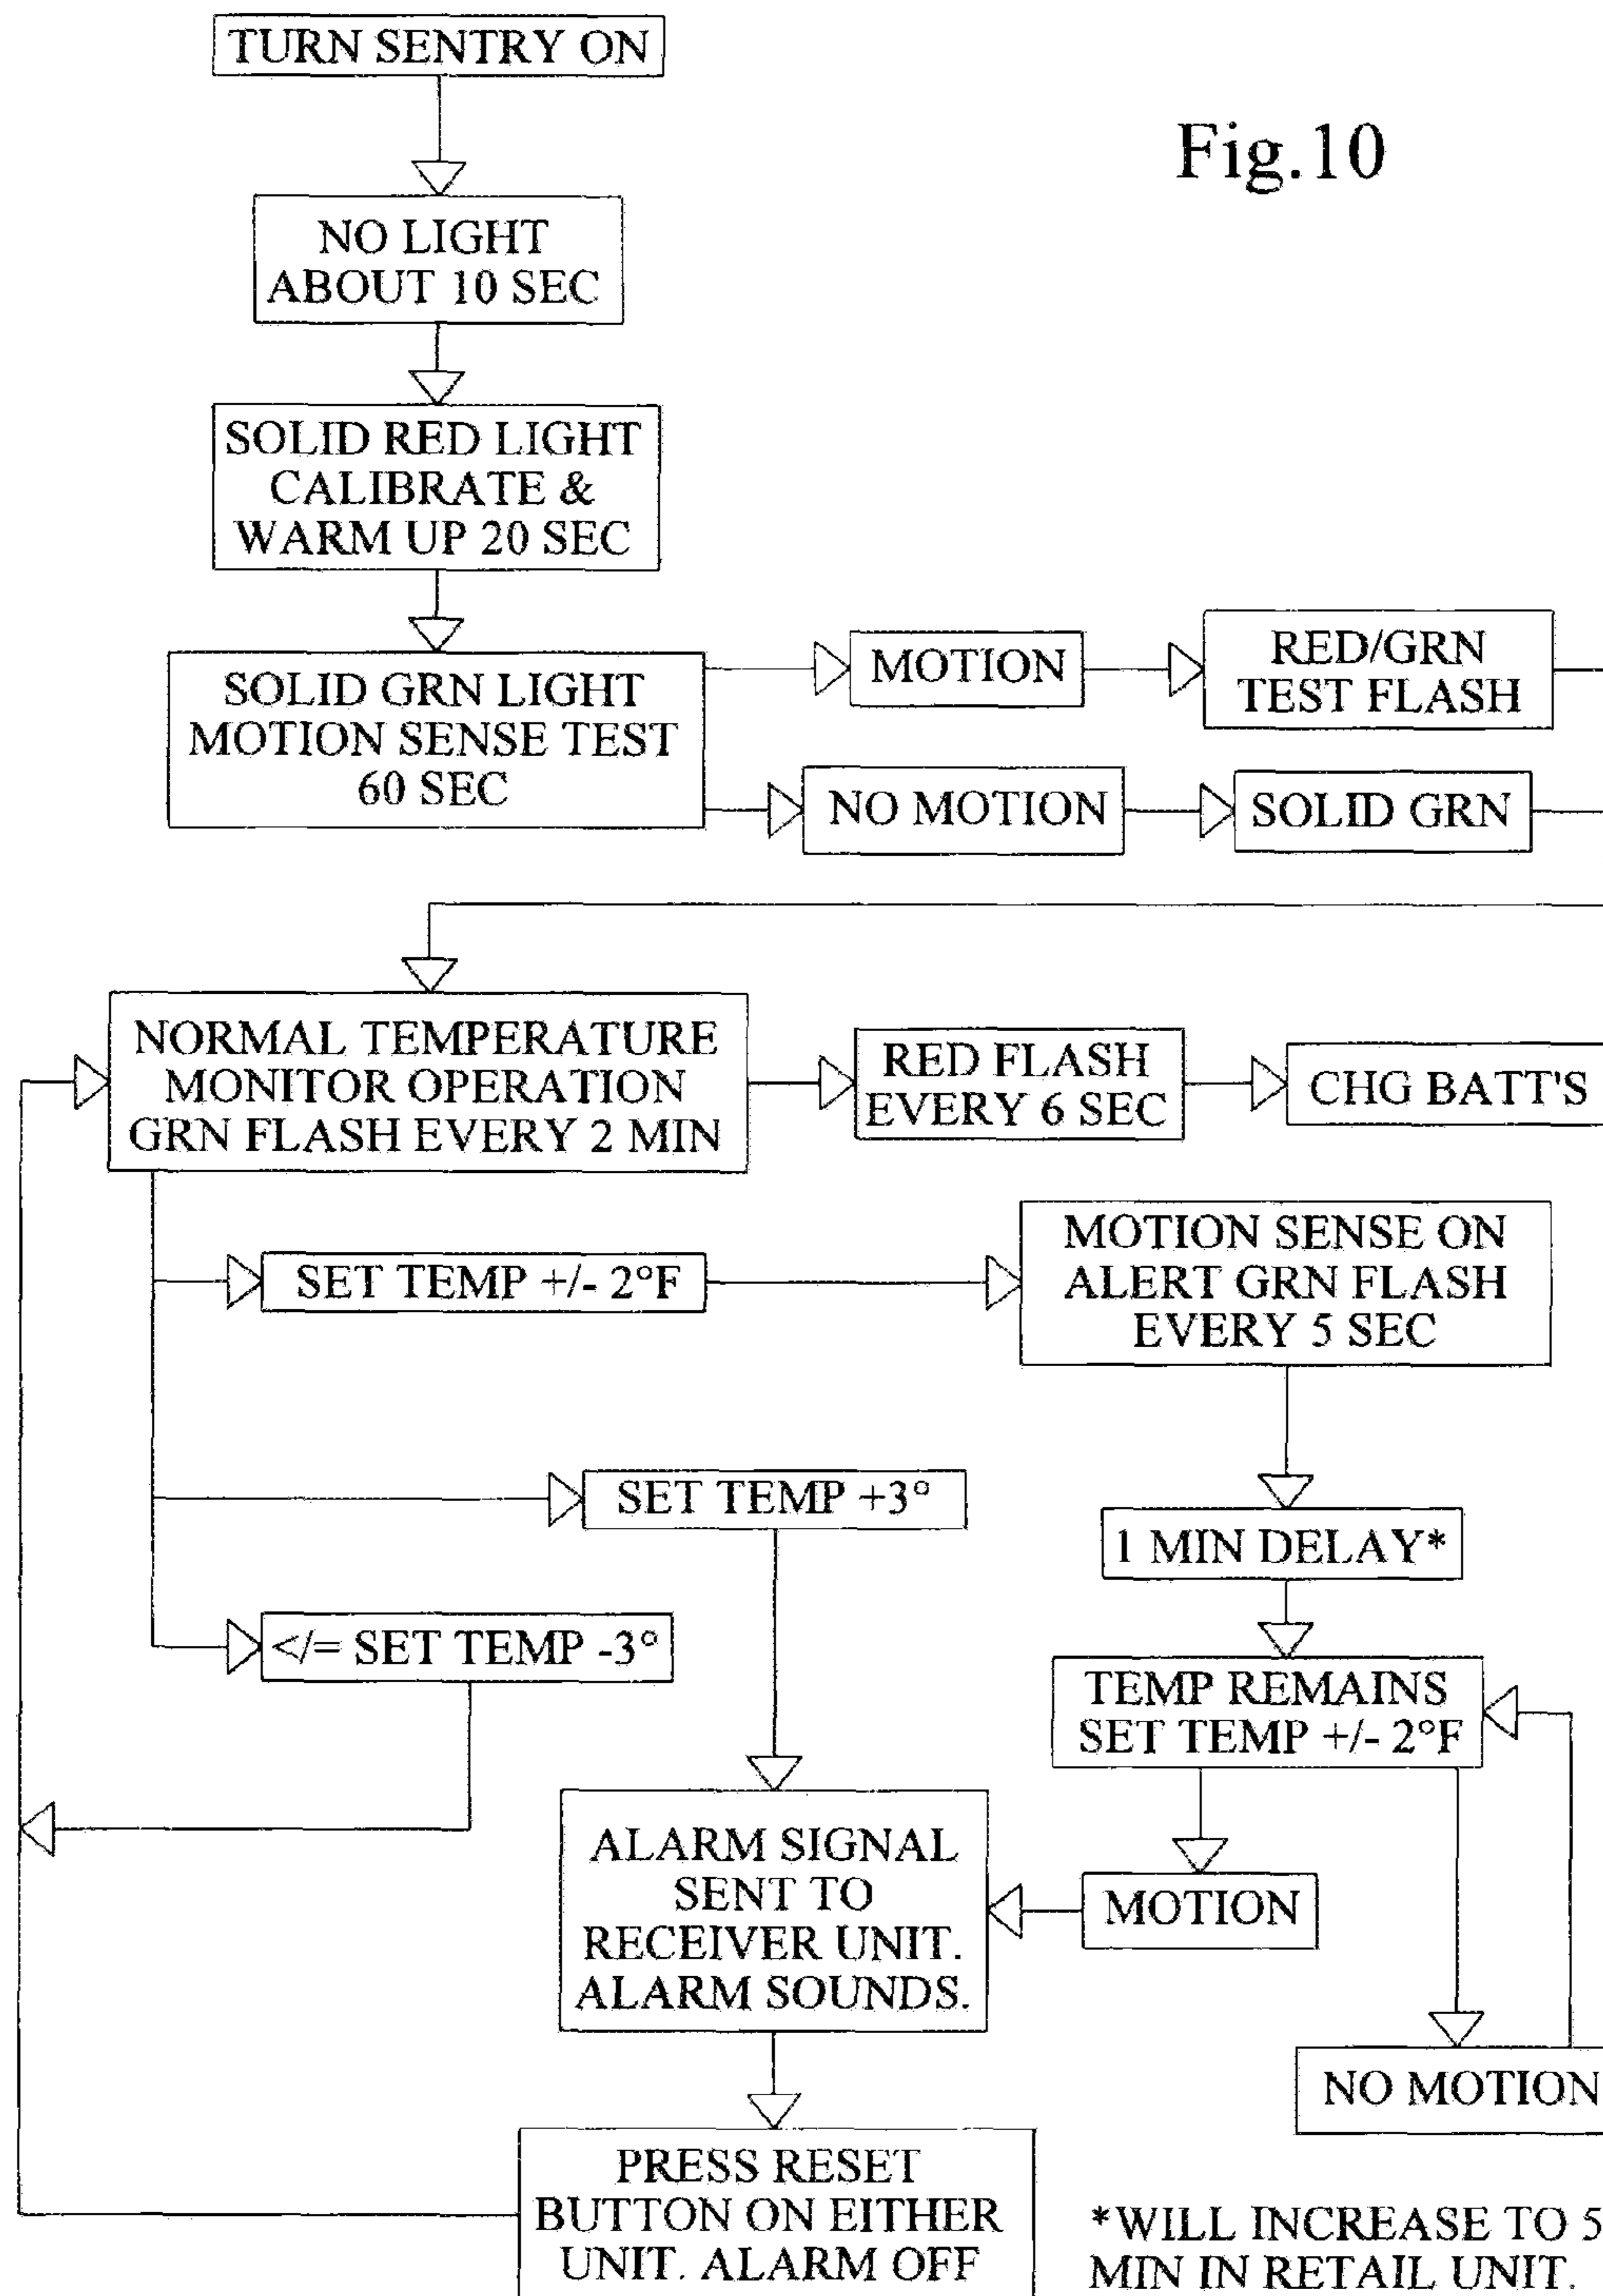 TURN SENTRY ON
Fig.10
NO LIGHT
ABOUT 10 SEC
SOLID RED LIGHT
CALIBRATE &
WARM UP 20 SEC
SOLID GRN LIGHT
MOTION SENSE TEST
60 SEC
MOTION
RED/GRN
TEST FLASH
NO MOTION
SOLID GRN
NORMAL TEMPERATURE
MONITOR OPERATION
GRN FLASH EVERY 2 MIN
RED FLASH
EVERY 6 SEC
CHG BATT'S
SET TEMP +/- 2°F
MOTION SENSE ON
ALERT GRN FLASH
EVERY 5 SEC
SET TEMP +3°
1 MIN DELAY*
</= SET TEMP -3°
TEMP REMAINS
SET TEMP +/- 2°F
ALARM SIGNAL
SENT TO
RECEIVER UNIT.
ALARM SOUNDS.
MOTION
NO MOTION
PRESS RESET
BUTTON ON EITHER
UNIT. ALARM OFF
*WILL INCREASE TO 5
MIN IN RETAIL UNIT.